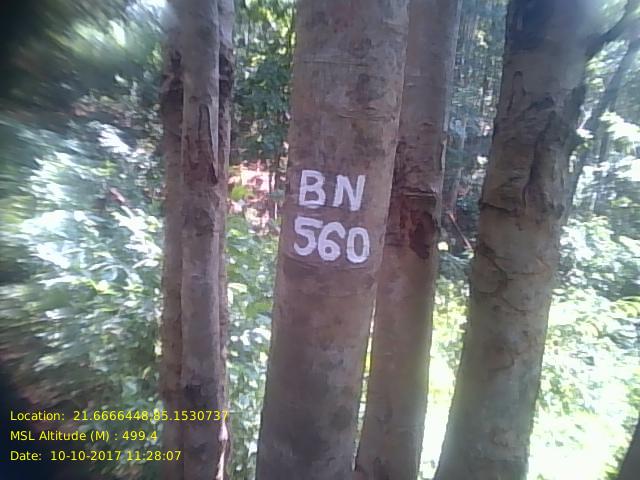 BN
560
Location: 21.6666448,85.1530737
MSL Altitude (M) : 499.4
Date: 10-10-2017 11:28:07